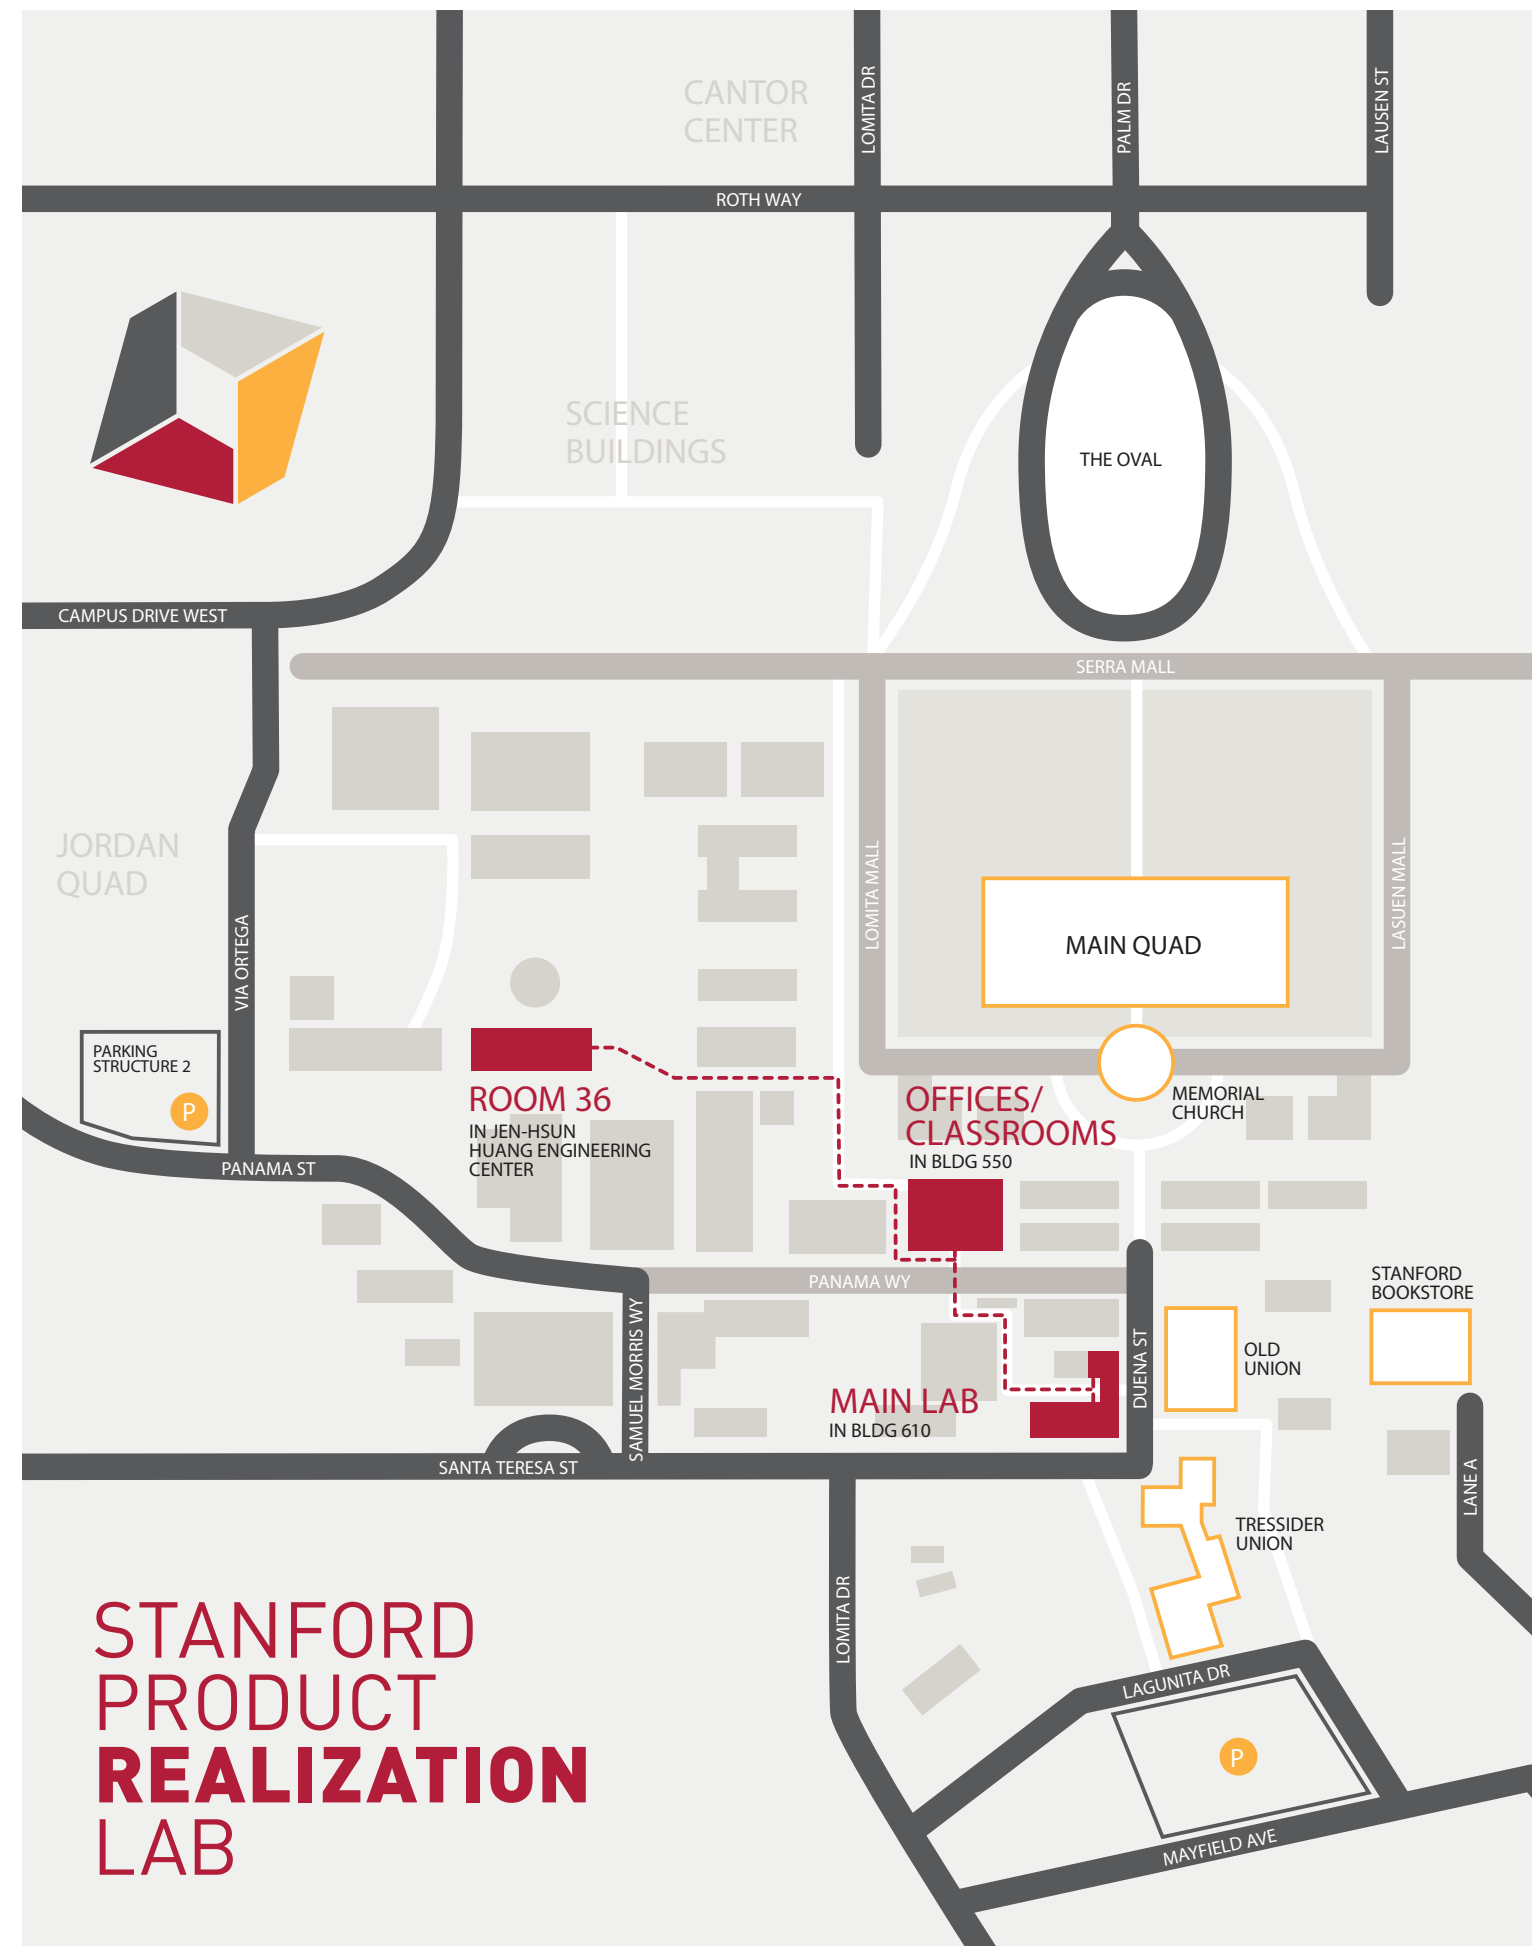 CANTOR
CENTER
LOMITA DR
PALM DR
LAUSEN ST
ROTH WAY
SCIENCE
BUILDINGS
THE OVAL
CAMPUS DRIVE WEST
SERRA MALL
JORDAN
QUAD
VIA ORTEGA
LOMITA MALL
LASUEN MALL
MAIN QUAD
PARKING
STRUCTURE 2
P
ROOM 36
IN JEN-HSUN
HUANG ENGINEERING
CENTER
OFFICES/
CLASSROOMS
IN BLDG 550
MEMORIAL
CHURCH
PANAMA ST
PANAMA WY
STANFORD
BOOKSTORE
SAMUEL MORRIS WY
DUENA ST
OLD
UNION
MAIN LAB
IN BLDG 610
SANTA TERESA ST
LANE A
TRESSIDER
UNION
LOMITA DR
LAGUNITA DR
P
MAYFIELD AVE
STANFORD
PRODUCT
REALIZATION
LAB